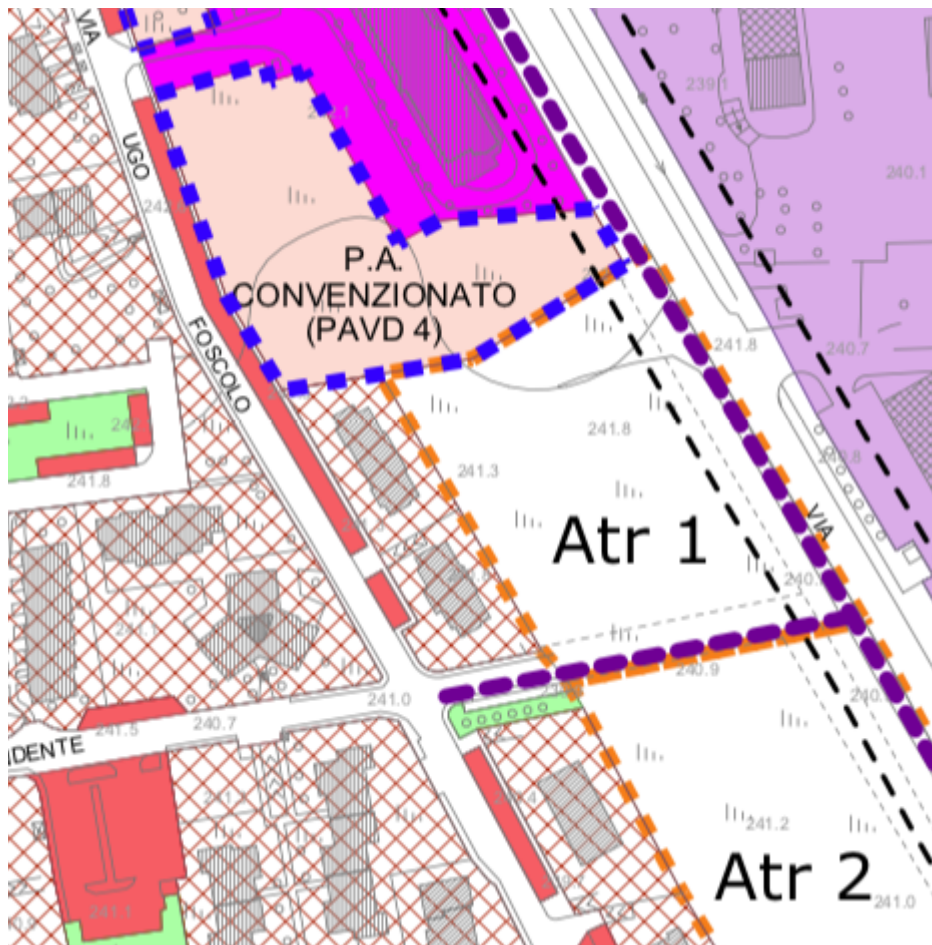 VIA
UGO
FOSCOLO
239.1
240.1
P.A.
CONVENZIONATO
(PAVD 4)
241.8
240.7
241.8
241.8
241.3
240.8
VIA
Atr 1
240.9
241.0
241.5
240.7
IDENTE
241.2
Atr 2
241.0
241.1